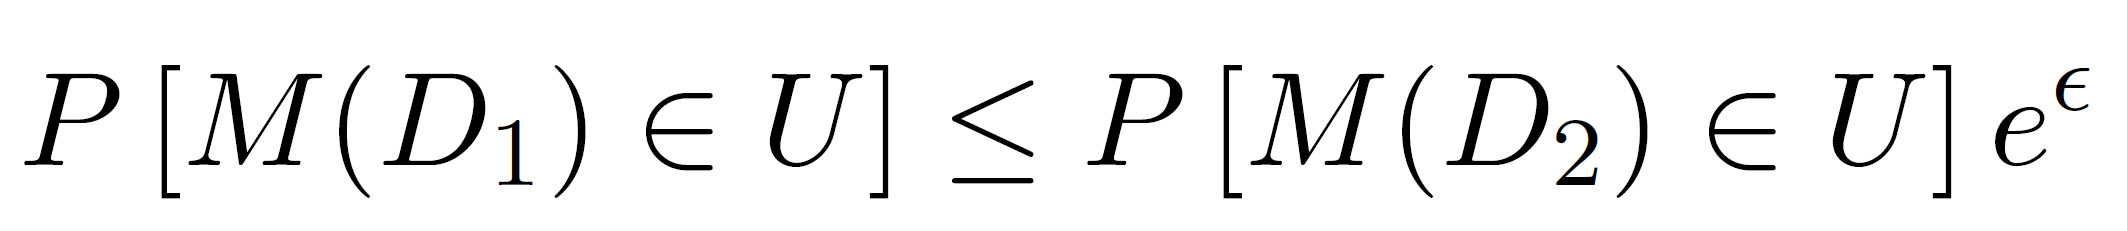 P [M(D₁) ∈ U] ≤ P [M(D₂) ∈ U] e^ϵ